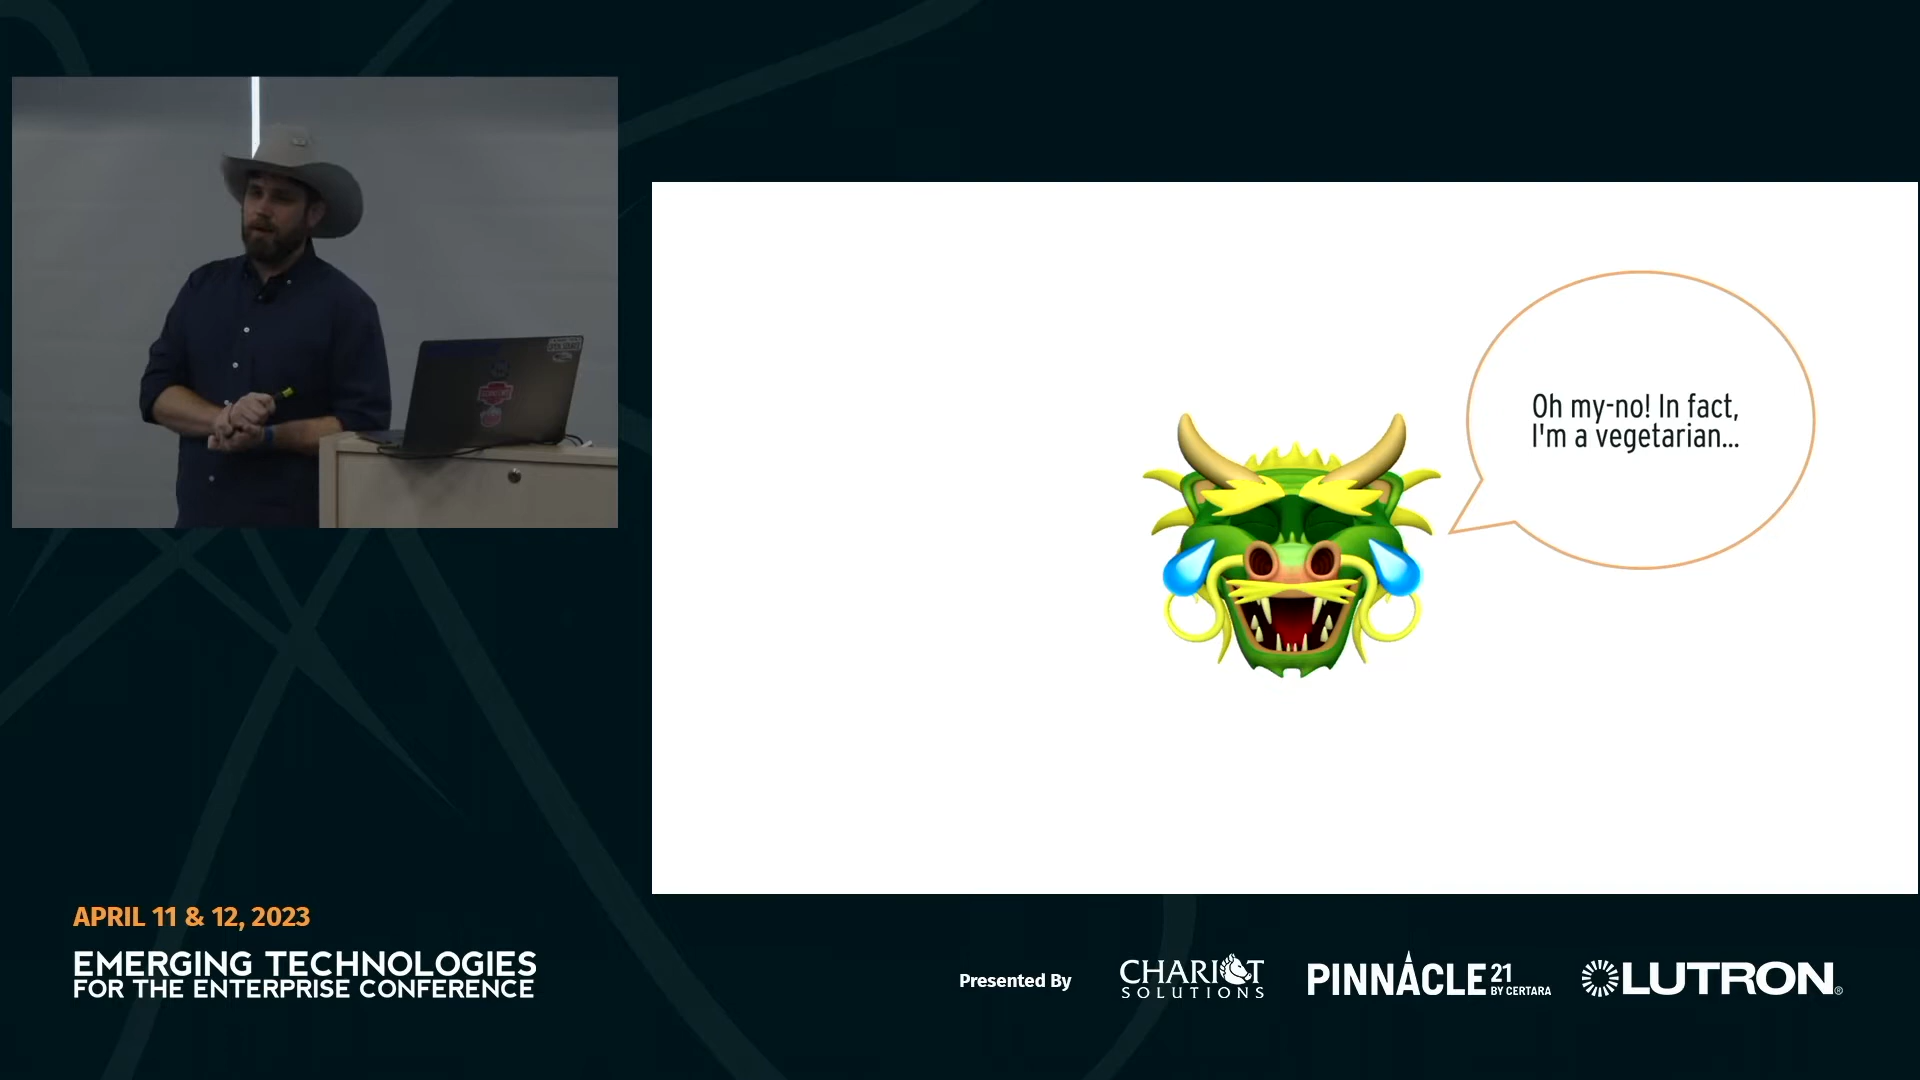 Oh my-no! In fact,
I'm a vegetarian...
APRIL 11 & 12, 2023
EMERGING TECHNOLOGIES
FOR THE ENTERPRISE CONFERENCE
Presented By
CHARIOT
SOLUTIONS
PINNACLE 21
BY CERTARA
LUTRON®